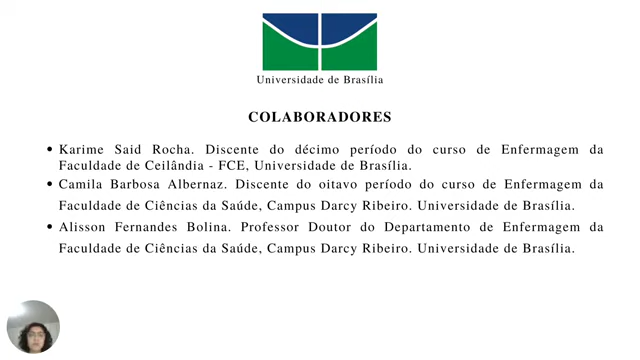 Universidade de Brasília
COLABORADORES
• Karime Said Rocha. Discente do décimo período do curso de Enfermagem da
Faculdade de Ceilândia - FCE, Universidade de Brasília.
• Camila Barbosa Albernaz. Discente do oitavo período do curso de Enfermagem da
Faculdade de Ciências da Saúde, Campus Darcy Ribeiro. Universidade de Brasília.
• Alisson Fernandes Bolina. Professor Doutor do Departamento de Enfermagem da
Faculdade de Ciências da Saúde, Campus Darcy Ribeiro. Universidade de Brasília.